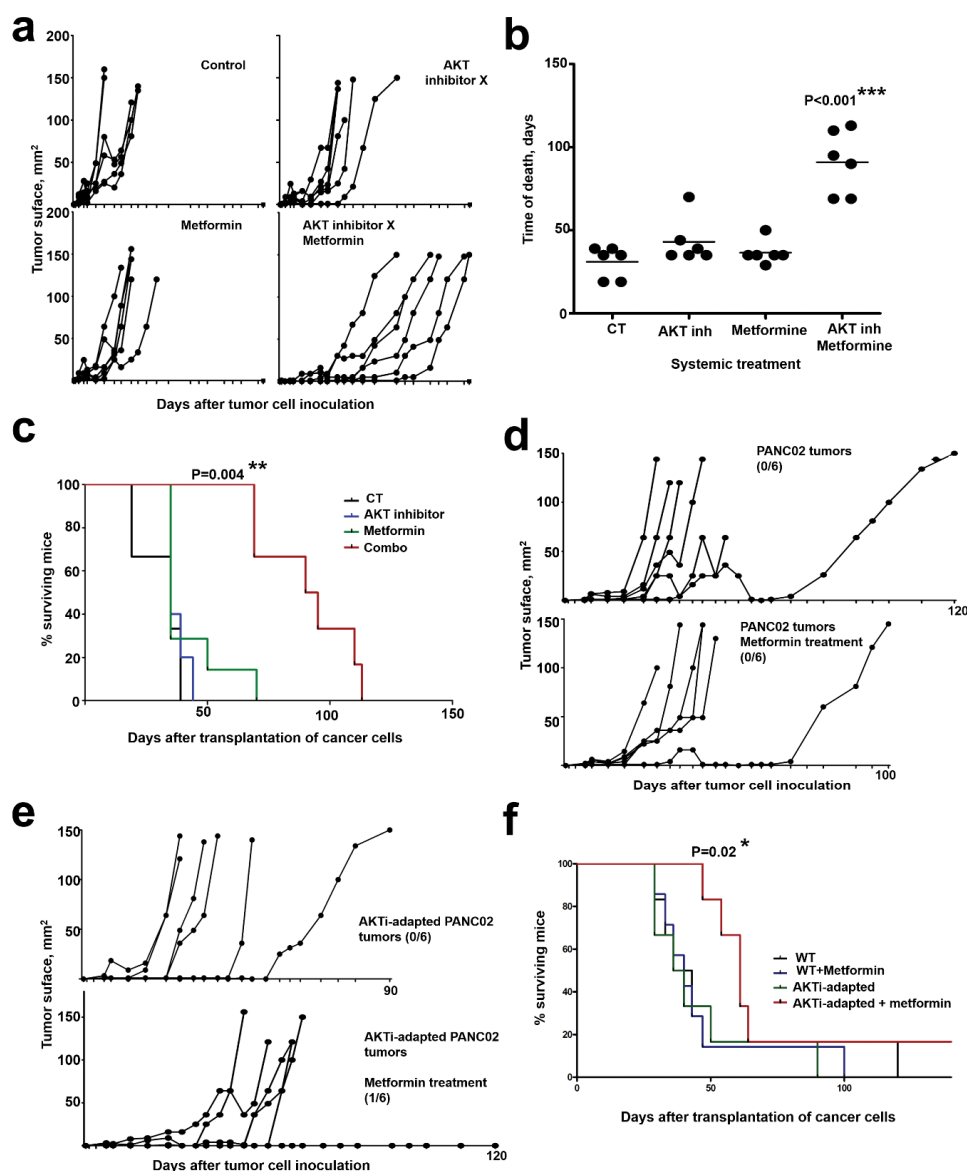 a
Tumor suface, mm²
200
150
100
50
0
Control
AKT
inhibitor X
200
150
100
50
0
Metformin
AKT inhibitor X
Metformin
Days after tumor cell inoculation
b
Time of death, days
150
100
50
0
P<0.001 ***
CT
AKT inh
Metformine
AKT inh
Metformine
Systemic treatment
c
P=0.004 **
% surviving mice
100
80
60
40
20
0
CT
AKT inhibitor
Metformin
Combo
50
100
150
Days after transplantation of cancer cells
d
Tumor suface, mm²
150
100
50
PANC02 tumors
(0/6)
120
150
100
50
PANC02 tumors
Metformin treatment
(0/6)
100
Days after tumor cell inoculation
e
Tumor suface, mm²
150
100
50
AKTi-adapted PANC02
tumors (0/6)
90
150
100
50
AKTi-adapted PANC02
tumors
Metformin treatment
(1/6)
120
Days after tumor cell inoculation
f
P=0.02 *
% surviving mice
100
80
60
40
20
0
WT
WT+Metformin
AKTi-adapted
AKTi-adapted + metformin
0
50
100
Days after transplantation of cancer cells